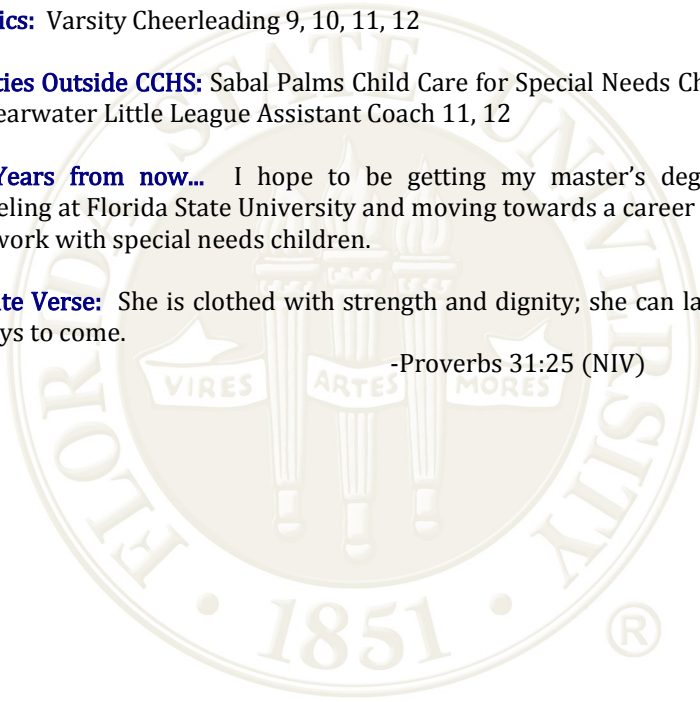 ics: Varsity Cheerleading 9, 10, 11, 12
ties Outside CCHS: Sabal Palms Child Care for Special Needs Ch
earwater Little League Assistant Coach 11, 12
Years from now... I hope to be getting my master’s deg
eling at Florida State University and moving towards a career
work with special needs children.
te Verse: She is clothed with strength and dignity; she can la
ys to come.
-Proverbs 31:25 (NIV)
FLORIDA STATE UNIVERSITY
VIRES ARTES MORES
1851
®